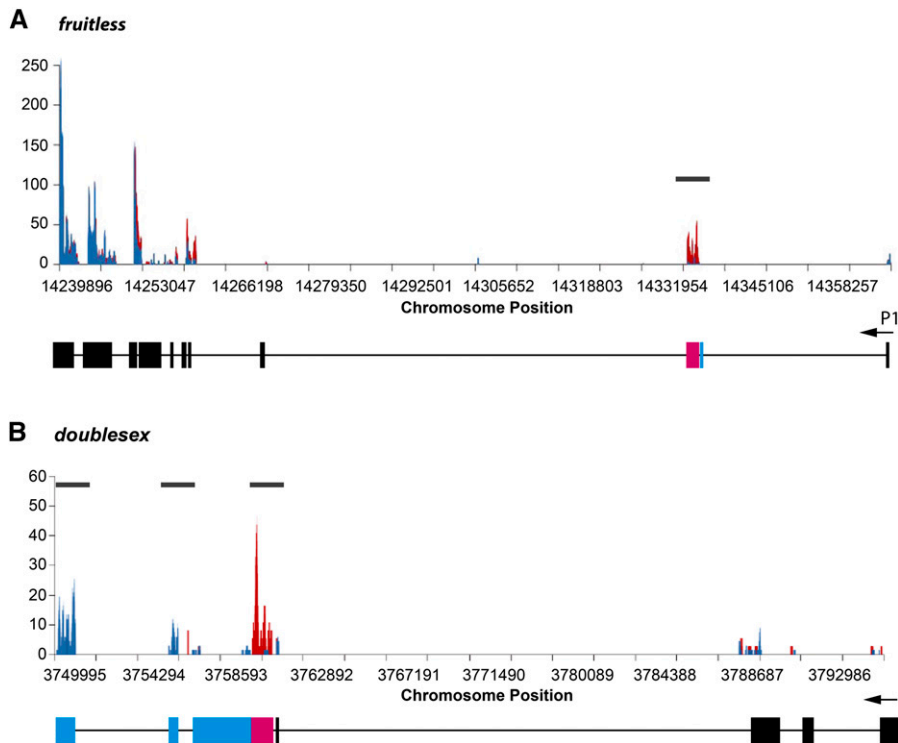 A fruitless
250
200
150
100
50
0
14239896 14253047 14266198 14279350 14292501 14305652 14318803 14331954 14345106 14358257
Chromosome Position
P1
B doublesex
60
50
40
30
20
10
0
3749995 3754294 3758593 3762892 3767191 3771490 3780089 3784388 3788687 3792986
Chromosome Position